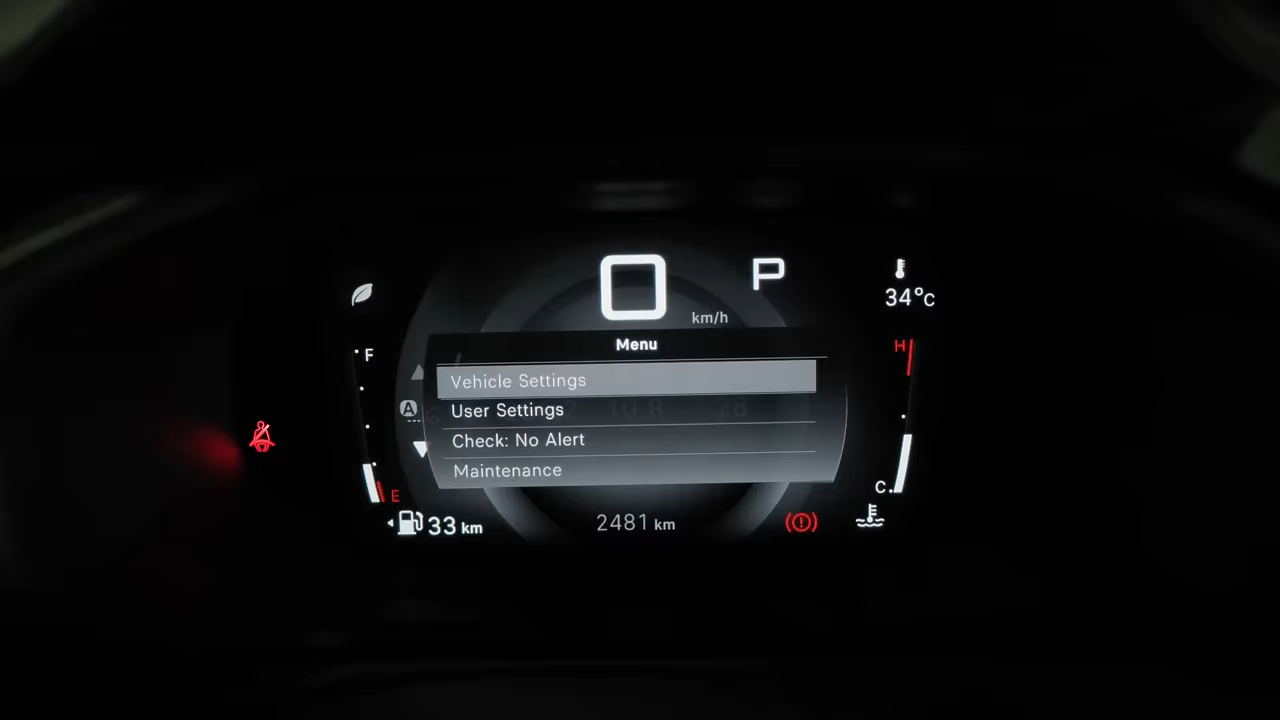 0
P
km/h
34°C
Menu
F
H
Vehicle Settings
A
User Settings
Check: No Alert
Maintenance
E
C
33 km
2481 km